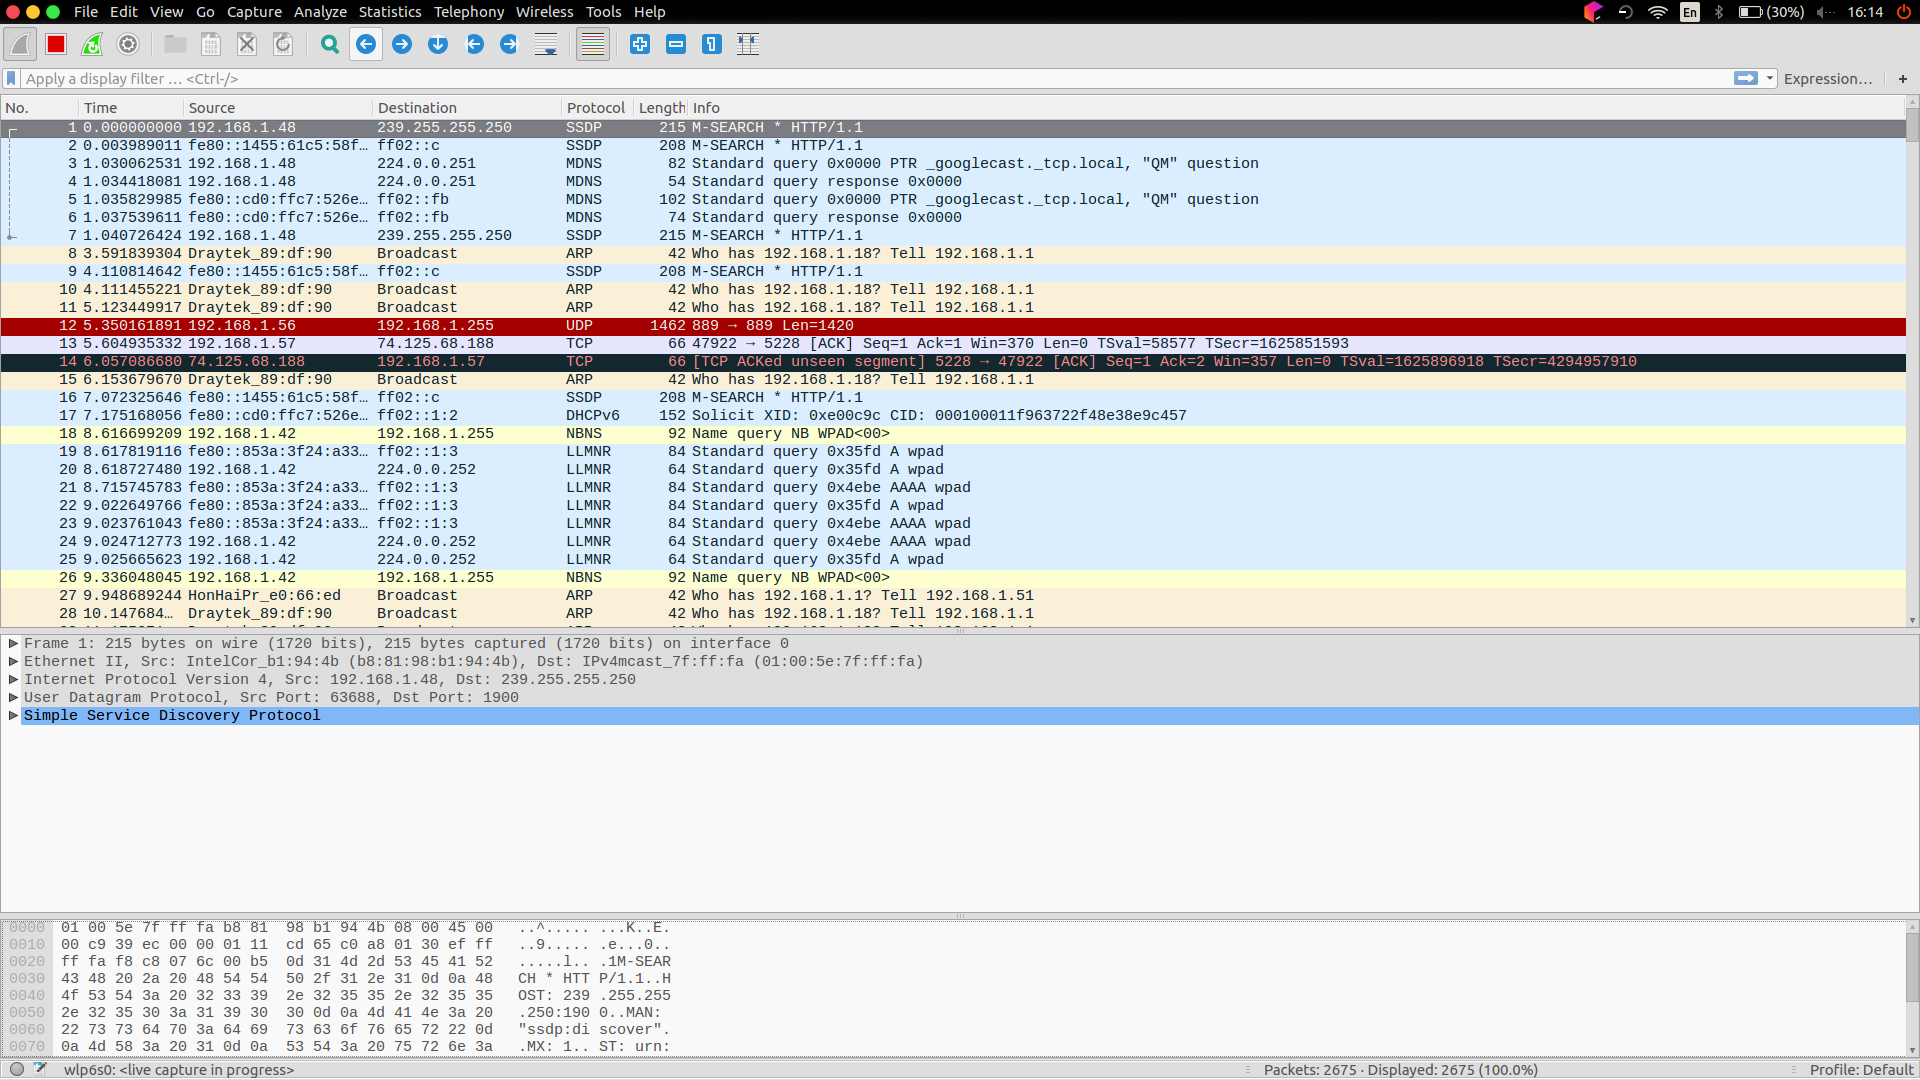 File Edit View Go Capture Analyze Statistics Telephony Wireless Tools Help En (30%) 16:14
Apply a display filter … <Ctrl-/> Expression… +
No. Time Source Destination Protocol Length Info
1 0.000000000 192.168.1.48 239.255.255.250 SSDP 215 M-SEARCH * HTTP/1.1
2 0.003989011 fe80::1455:61c5:58f… ff02::c SSDP 208 M-SEARCH * HTTP/1.1
3 1.030062531 192.168.1.48 224.0.0.251 MDNS 82 Standard query 0x0000 PTR _googlecast._tcp.local, "QM" question
4 1.034418081 192.168.1.48 224.0.0.251 MDNS 54 Standard query response 0x0000
5 1.035829985 fe80::cd0:ffc7:526e… ff02::fb MDNS 102 Standard query 0x0000 PTR _googlecast._tcp.local, "QM" question
6 1.037539611 fe80::cd0:ffc7:526e… ff02::fb MDNS 74 Standard query response 0x0000
7 1.040726424 192.168.1.48 239.255.255.250 SSDP 215 M-SEARCH * HTTP/1.1
8 3.591839304 Draytek_89:df:90 Broadcast ARP 42 Who has 192.168.1.18? Tell 192.168.1.1
9 4.110814642 fe80::1455:61c5:58f… ff02::c SSDP 208 M-SEARCH * HTTP/1.1
10 4.111455221 Draytek_89:df:90 Broadcast ARP 42 Who has 192.168.1.18? Tell 192.168.1.1
11 5.123449917 Draytek_89:df:90 Broadcast ARP 42 Who has 192.168.1.18? Tell 192.168.1.1
12 5.350161891 192.168.1.56 192.168.1.255 UDP 1462 889 → 889 Len=1420
13 5.604935332 192.168.1.57 74.125.68.188 TCP 66 47922 → 5228 [ACK] Seq=1 Ack=1 Win=370 Len=0 TSval=58577 TSecr=1625851593
14 6.057086680 74.125.68.188 192.168.1.57 TCP 66 [TCP ACKed unseen segment] 5228 → 47922 [ACK] Seq=1 Ack=2 Win=357 Len=0 TSval=1625896918 TSecr=4294957910
15 6.153679670 Draytek_89:df:90 Broadcast ARP 42 Who has 192.168.1.18? Tell 192.168.1.1
16 7.072325646 fe80::1455:61c5:58f… ff02::c SSDP 208 M-SEARCH * HTTP/1.1
17 7.175168056 fe80::cd0:ffc7:526e… ff02::1:2 DHCPv6 152 Solicit XID: 0xe00c9c CID: 000100011f963722f48e38e9c457
18 8.616699209 192.168.1.42 192.168.1.255 NBNS 92 Name query NB WPAD<00>
19 8.617819116 fe80::853a:3f24:a33… ff02::1:3 LLMNR 84 Standard query 0x35fd A wpad
20 8.618727480 192.168.1.42 224.0.0.252 LLMNR 64 Standard query 0x35fd A wpad
21 8.715745783 fe80::853a:3f24:a33… ff02::1:3 LLMNR 84 Standard query 0x4ebe AAAA wpad
22 9.022649766 fe80::853a:3f24:a33… ff02::1:3 LLMNR 84 Standard query 0x35fd A wpad
23 9.023761043 fe80::853a:3f24:a33… ff02::1:3 LLMNR 84 Standard query 0x4ebe AAAA wpad
24 9.024712773 192.168.1.42 224.0.0.252 LLMNR 64 Standard query 0x4ebe AAAA wpad
25 9.025665623 192.168.1.42 224.0.0.252 LLMNR 64 Standard query 0x35fd A wpad
26 9.336048045 192.168.1.42 192.168.1.255 NBNS 92 Name query NB WPAD<00>
27 9.948689244 HonHaiPr_e0:66:ed Broadcast ARP 42 Who has 192.168.1.1? Tell 192.168.1.51
28 10.147684… Draytek_89:df:90 Broadcast ARP 42 Who has 192.168.1.18? Tell 192.168.1.1
Frame 1: 215 bytes on wire (1720 bits), 215 bytes captured (1720 bits) on interface 0
Ethernet II, Src: IntelCor_b1:94:4b (b8:81:98:b1:94:4b), Dst: IPv4mcast_7f:ff:fa (01:00:5e:7f:ff:fa)
Internet Protocol Version 4, Src: 192.168.1.48, Dst: 239.255.255.250
User Datagram Protocol, Src Port: 63688, Dst Port: 1900
Simple Service Discovery Protocol
0000 01 00 5e 7f ff fa b8 81 98 b1 94 4b 08 00 45 00 ..^..... ...K..E.
0010 00 c9 39 ec 00 00 01 11 cd 65 c0 a8 01 30 ef ff ..9..... .e...0..
0020 ff fa f8 c8 07 6c 00 b5 0d 31 4d 2d 53 45 41 52 .....l.. .1M-SEAR
0030 43 48 20 2a 20 48 54 54 50 2f 31 2e 31 0d 0a 48 CH * HTT P/1.1..H
0040 4f 53 54 3a 20 32 33 39 2e 32 35 35 2e 32 35 35 OST: 239 .255.255
0050 2e 32 35 30 3a 31 39 30 30 0d 0a 4d 41 4e 3a 20 .250:190 0..MAN:
0060 22 73 73 64 70 3a 64 69 73 63 6f 76 65 72 22 0d "ssdp:di scover".
0070 0a 4d 58 3a 20 31 0d 0a 53 54 3a 20 75 72 6e 3a .MX: 1.. ST: urn:
wlp6s0: <live capture in progress> Packets: 2675 · Displayed: 2675 (100.0%) Profile: Default